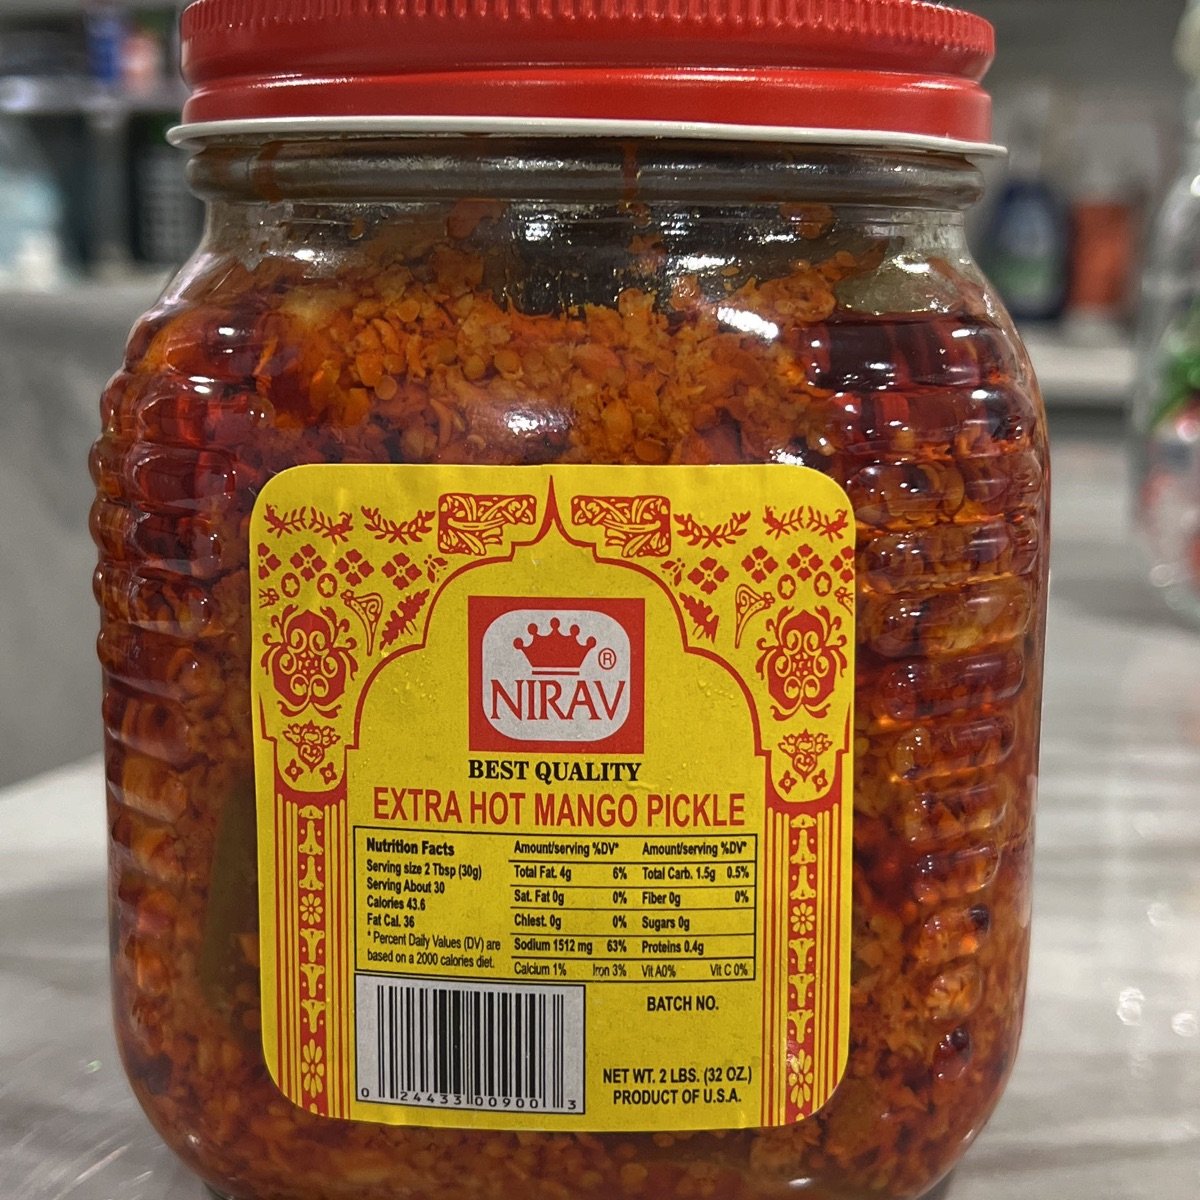 NIRAV ®
BEST QUALITY
EXTRA HOT MANGO PICKLE
Nutrition Facts
Serving size 2 Tbsp (30g)
Serving About 30
Calories 43.6
Fat Cal. 36
* Percent Daily Values (DV) are
based on a 2000 calories diet.
Amount/serving %DV* Amount/serving %DV*
Total Fat. 4g 6% Total Carb. 1.5g 0.5%
Sat. Fat 0g 0% Fiber 0g 0%
Chlest. 0g 0% Sugars 0g
Sodium 1512 mg 63% Proteins 0.4g
Calcium 1% Iron 3% Vit A0% Vit C 0%
0 24433 00900 3
BATCH NO.
NET WT. 2 LBS. (32 OZ.)
PRODUCT OF U.S.A.